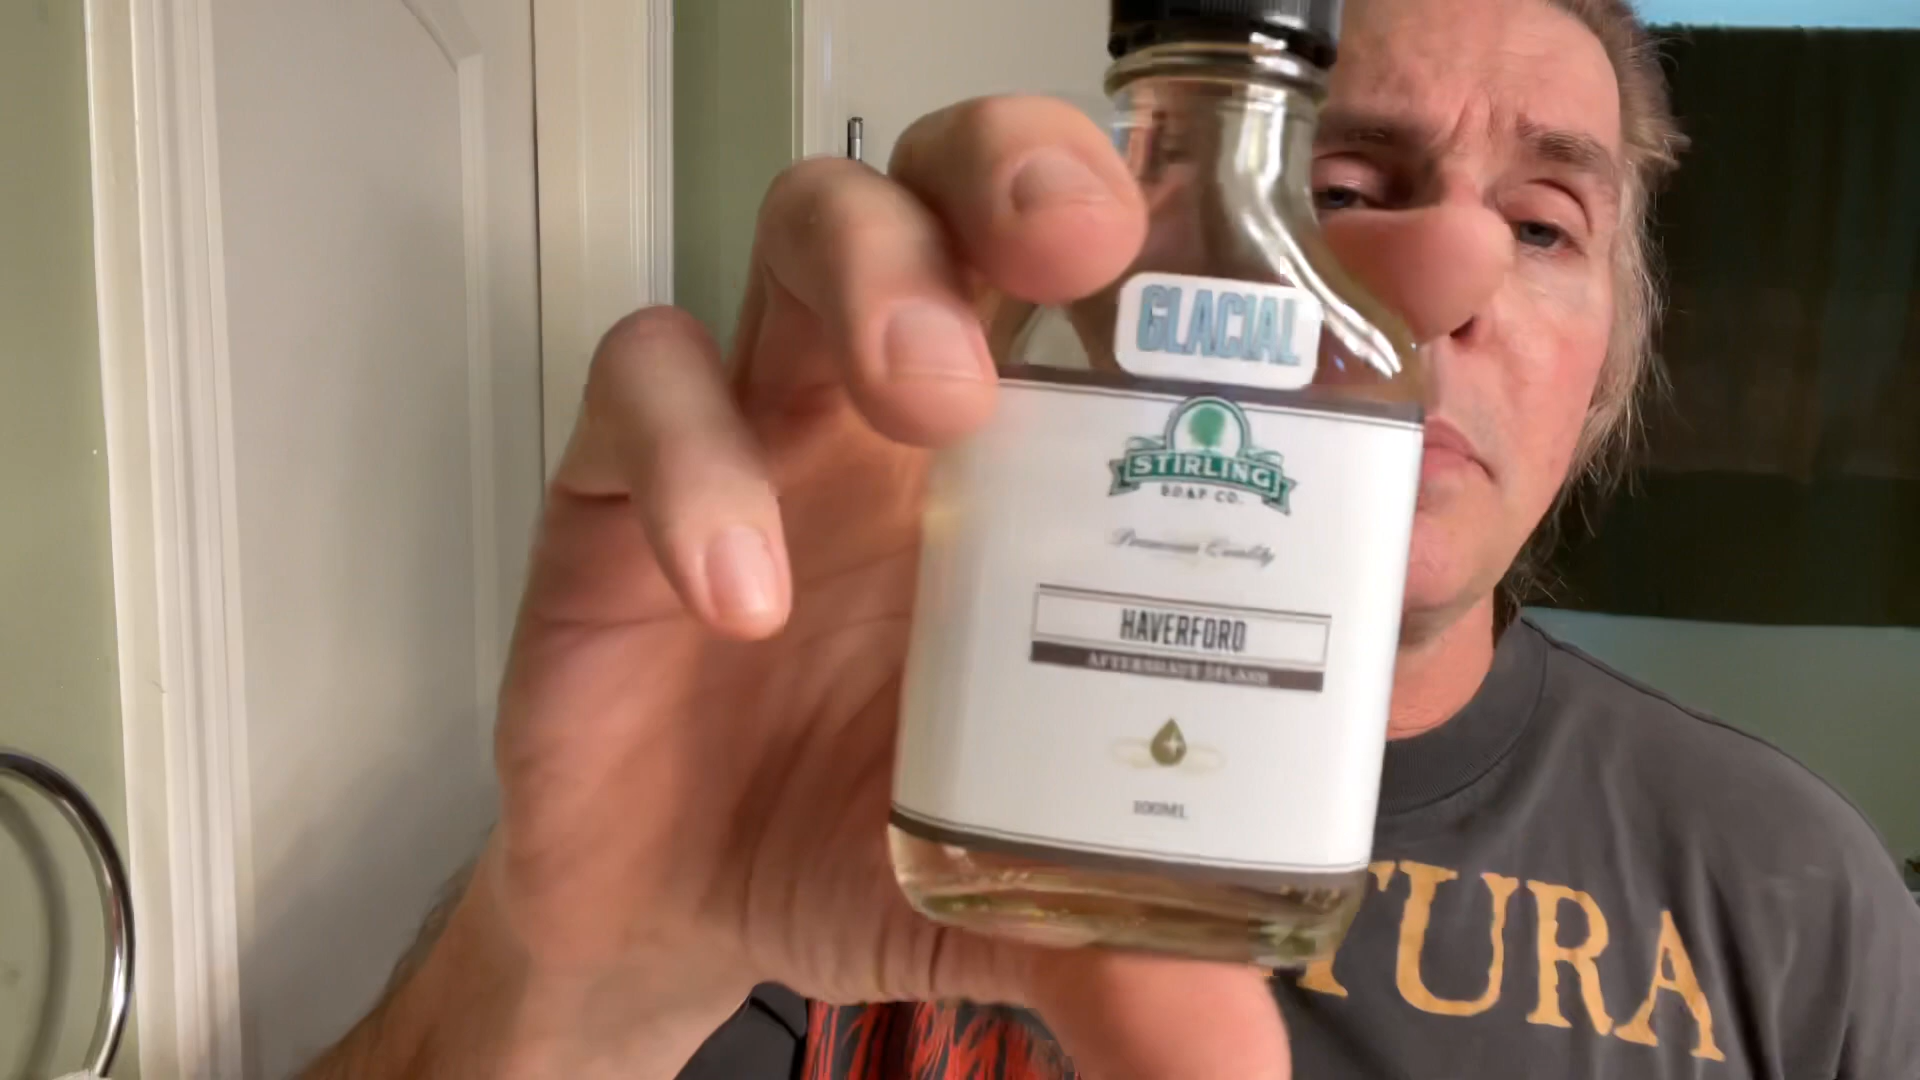 GLACIAL
STIRLING
SOAP CO.
Premium Quality
HAVERFORD
AFTERSHAVE SPLASH
100ML
TURA